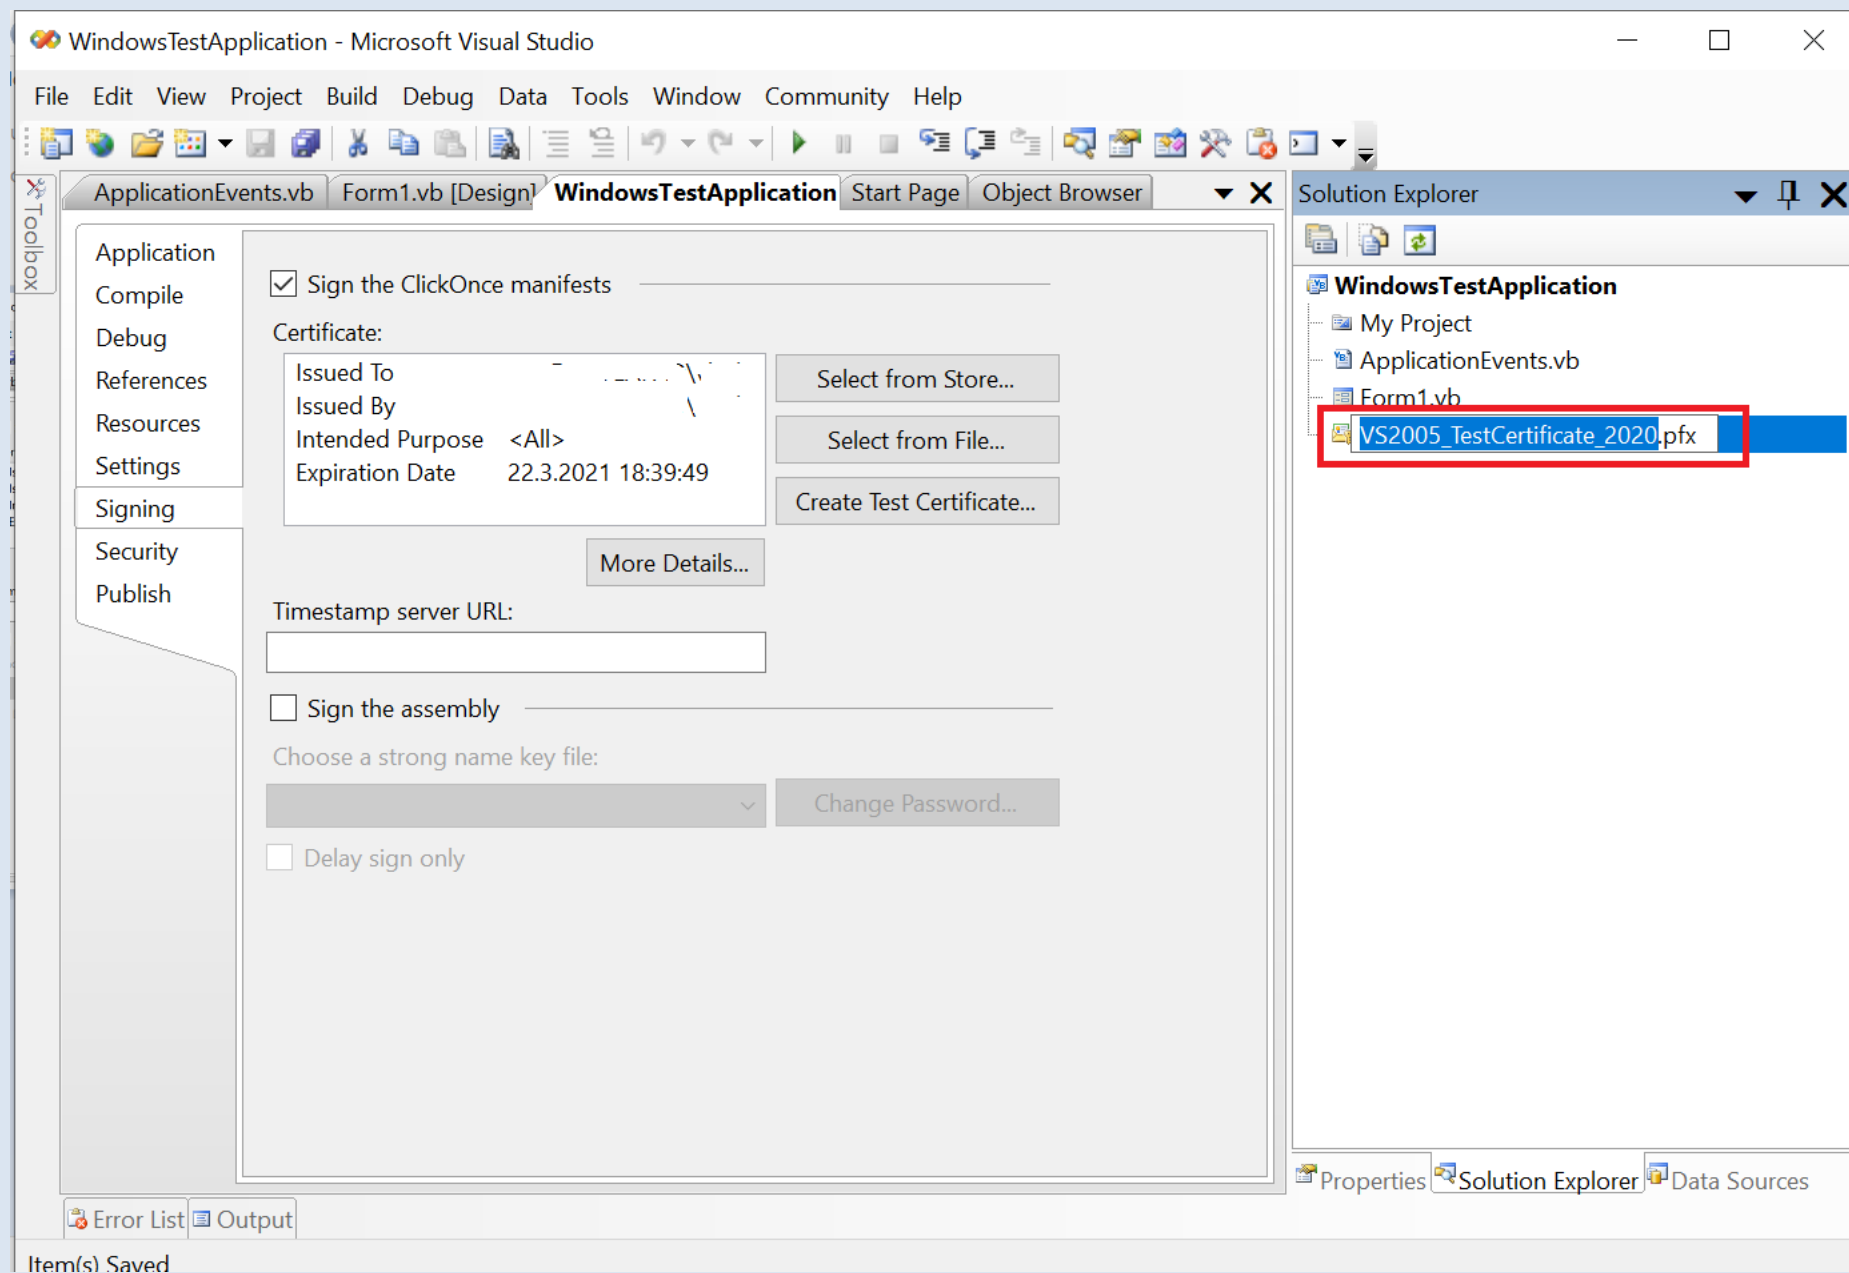 WindowsTestApplication - Microsoft Visual Studio
File Edit View Project Build Debug Data Tools Window Community Help
Toolbox
ApplicationEvents.vb Form1.vb [Design] WindowsTestApplication Start Page Object Browser
Application
Compile
Debug
References
Resources
Settings
Signing
Security
Publish
Sign the ClickOnce manifests
Certificate:
Issued To
Issued By
Intended Purpose <All>
Expiration Date 22.3.2021 18:39:49
Select from Store...
Select from File...
Create Test Certificate...
More Details...
Timestamp server URL:
Sign the assembly
Choose a strong name key file:
Change Password...
Delay sign only
Solution Explorer
WindowsTestApplication
My Project
ApplicationEvents.vb
Form1.vb
VS2005_TestCertificate_2020.pfx
Properties Solution Explorer Data Sources
Error List Output
Item(s) Saved